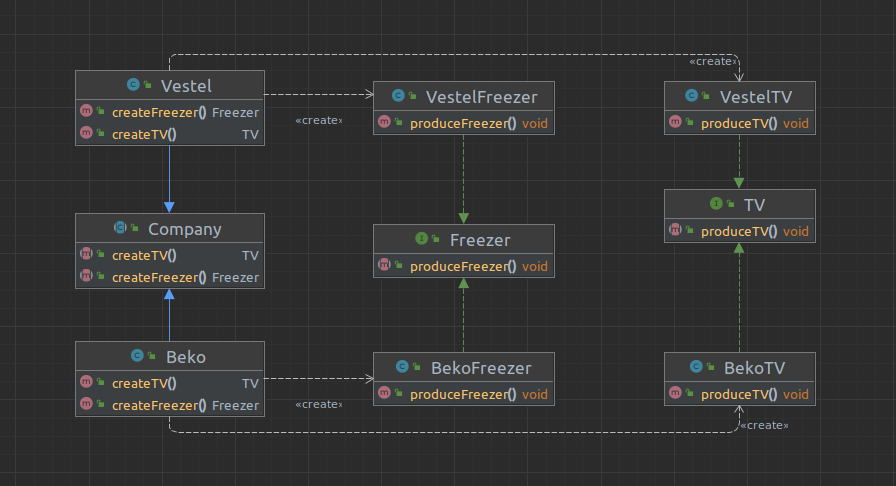 «create»
Vestel
createFreezer() Freezer
createTV() TV
«create»
VestelFreezer
produceFreezer() void
VestelTV
produceTV() void
Company
createTV() TV
createFreezer() Freezer
Freezer
produceFreezer() void
TV
produceTV() void
Beko
createTV() TV
createFreezer() Freezer
«create»
BekoFreezer
produceFreezer() void
BekoTV
produceTV() void
«create»